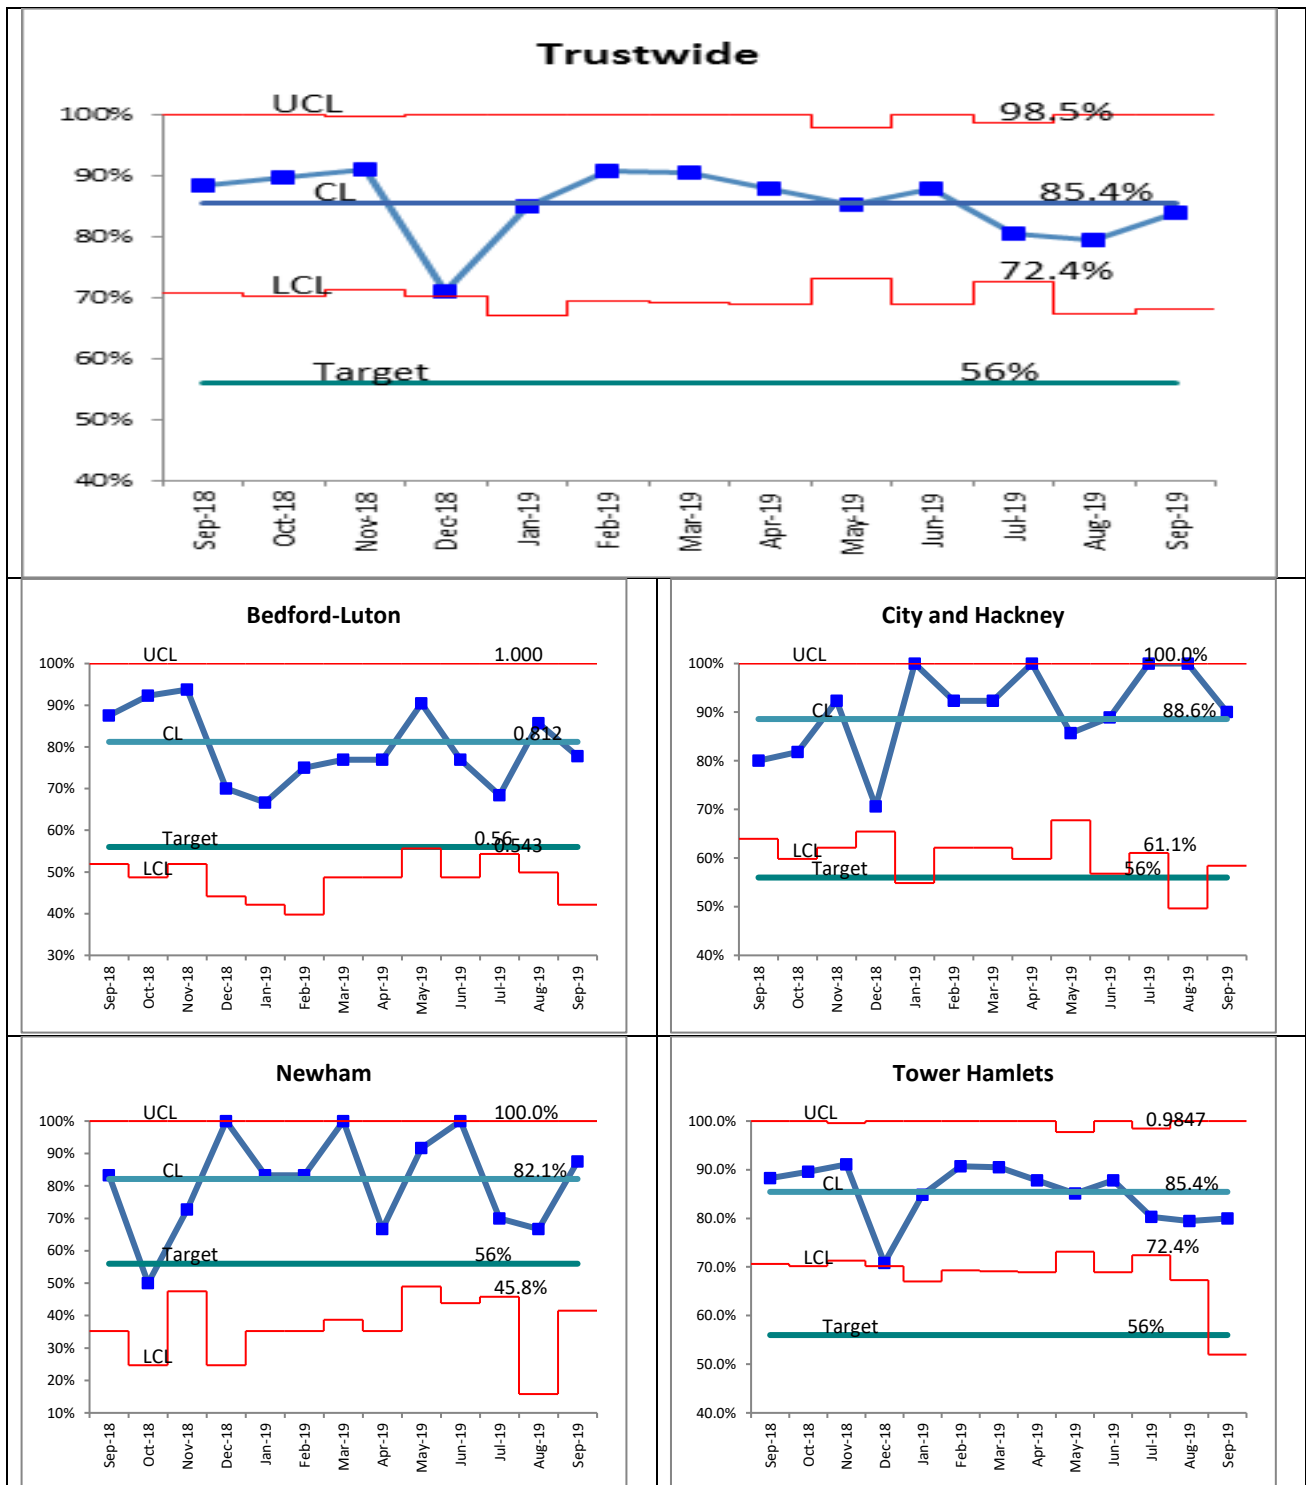 Trustwide
UCL
98.5%
100%
90%
CL
85.4%
80%
LCL
72.4%
70%
60%
Target
56%
50%
40%
Sep-18
Oct-18
Nov-18
Dec-18
Jan-19
Feb-19
Mar-19
Apr-19
May-19
Jun-19
Jul-19
Aug-19
Sep-19
Bedford-Luton
UCL
1.000
100%
90%
CL
0.812
80%
70%
60%
Target
0.56
0.543
LCL
50%
40%
30%
Sep-18
Oct-18
Nov-18
Dec-18
Jan-19
Feb-19
Mar-19
Apr-19
May-19
Jun-19
Jul-19
Aug-19
Sep-19
City and Hackney
UCL
100.0%
100%
90%
CL
88.6%
80%
70%
LCL
61.1%
60%
Target
56%
50%
40%
Sep-18
Oct-18
Nov-18
Dec-18
Jan-19
Feb-19
Mar-19
Apr-19
May-19
Jun-19
Jul-19
Aug-19
Sep-19
Newham
UCL
100.0%
100%
90%
CL
82.1%
80%
70%
60%
Target
56%
50%
45.8%
40%
30%
LCL
20%
10%
Sep-18
Oct-18
Nov-18
Dec-18
Jan-19
Feb-19
Mar-19
Apr-19
May-19
Jun-19
Jul-19
Aug-19
Sep-19
Tower Hamlets
UCL
0.9847
100.0%
90.0%
CL
85.4%
80.0%
72.4%
LCL
70.0%
60.0%
Target
56%
50.0%
40.0%
Sep-18
Oct-18
Nov-18
Dec-18
Jan-19
Feb-19
Mar-19
Apr-19
May-19
Jun-19
Jul-19
Aug-19
Sep-19